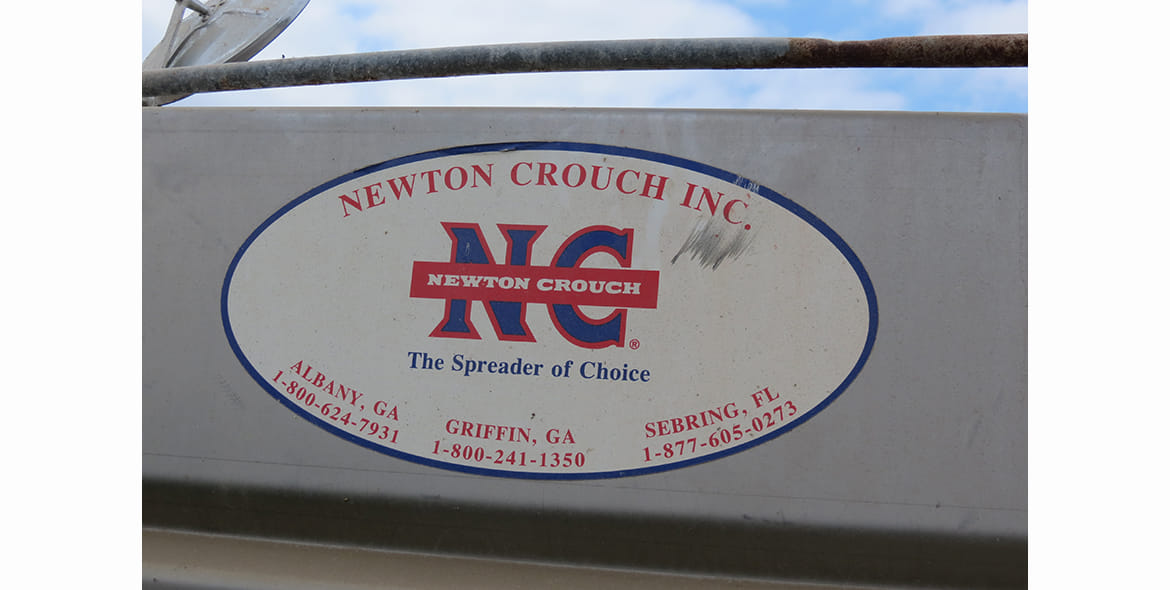 NEWTON CROUCH INC.
NC
NEWTON CROUCH
®
The Spreader of Choice
ALBANY, GA
1-800-624-7931
GRIFFIN, GA
1-800-241-1350
SEBRING, FL
1-877-605-0273